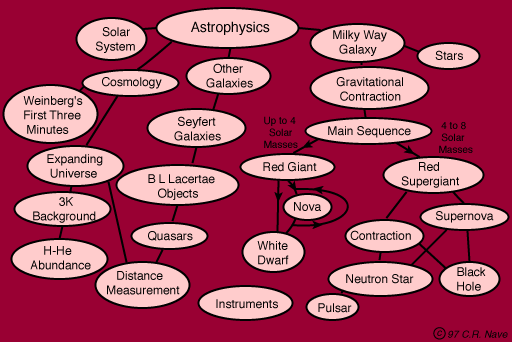 Astrophysics
Solar
System
Milky Way
Galaxy
Stars
Cosmology
Other
Galaxies
Gravitational
Contraction
Weinberg's
First Three
Minutes
Seyfert
Galaxies
Up to 4
Solar
Masses
Main Sequence
4 to 8
Solar
Masses
Expanding
Universe
Red Giant
Red
Supergiant
B L Lacertae
Objects
3K
Background
Nova
Supernova
Quasars
Contraction
H-He
Abundance
White
Dwarf
Distance
Measurement
Neutron Star
Black
Hole
Instruments
Pulsar
© 97 C.R. Nave